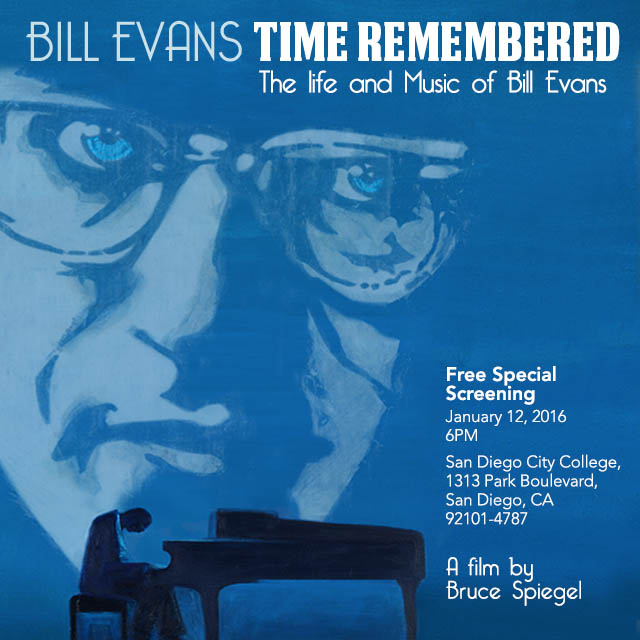 BILL EVANS TIME REMEMBERED
The life and Music of Bill Evans
Free Special
Screening
January 12, 2016
6PM
San Diego City College,
1313 Park Boulevard,
San Diego, CA
92101-4787
A film by
Bruce Spiegel